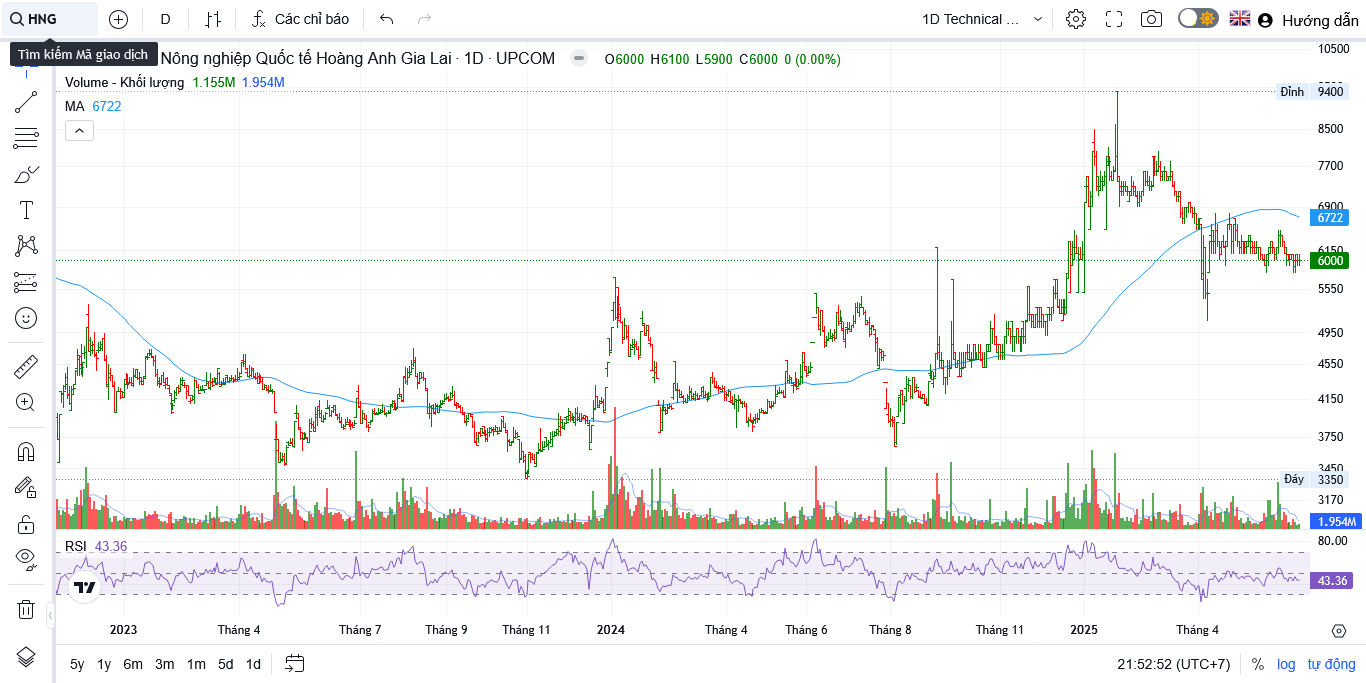 HNG
D
Các chỉ báo
1D Technical ...
Hướng dẫn
Tìm kiếm Mã giao dịch
Nông nghiệp Quốc tế Hoàng Anh Gia Lai · 1D · UPCOM
O6000 H6100 L5900 C6000 0 (0.00%)
Volume - Khối lượng 1.155M 1.954M
MA 6722
10500
Đỉnh 9400
8500
7700
6900
6722
6150
6000
5550
4950
4550
4150
3750
3450
Đáy 3350
3170
1.954M
RSI 43.36
80.00
43.36
2023 Tháng 4 Tháng 7 Tháng 9 Tháng 11 2024 Tháng 4 Tháng 6 Tháng 8 Tháng 11 2025 Tháng 4
5y 1y 6m 3m 1m 5d 1d
21:52:52 (UTC+7) % log tự động